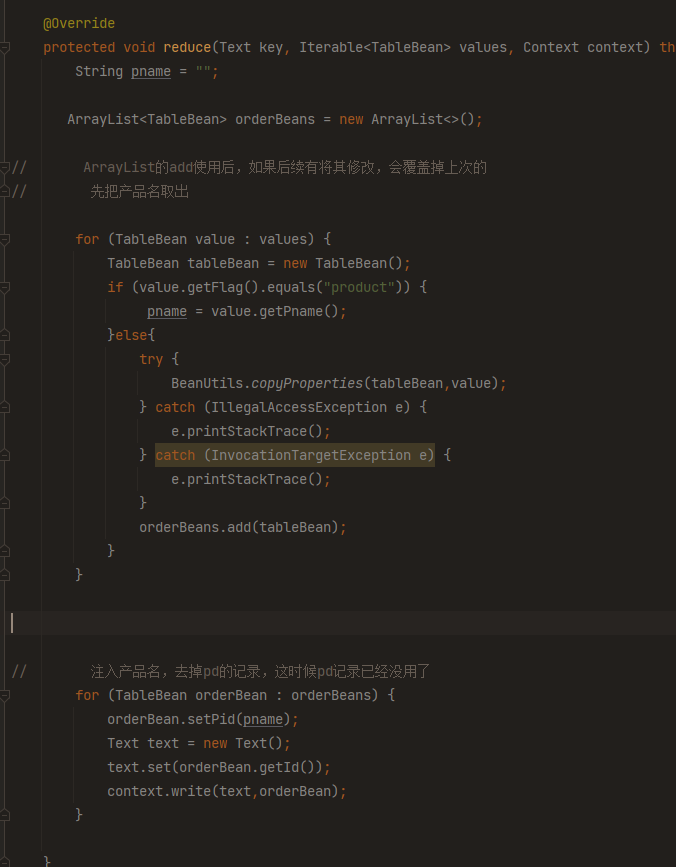 @Override
protected void reduce(Text key, Iterable<TableBean> values, Context context) th
String pname = "";
ArrayList<TableBean> orderBeans = new ArrayList<>();
// ArrayList的add使用后，如果后续有将其修改，会覆盖掉上次的
// 先把产品名取出
for (TableBean value : values) {
TableBean tableBean = new TableBean();
if (value.getFlag().equals("product")) {
pname = value.getPname();
}else{
try {
BeanUtils.copyProperties(tableBean,value);
} catch (IllegalAccessException e) {
e.printStackTrace();
} catch (InvocationTargetException e) {
e.printStackTrace();
}
orderBeans.add(tableBean);
}
}
// 注入产品名，去掉pd的记录，这时候pd记录已经没用了
for (TableBean orderBean : orderBeans) {
orderBean.setPid(pname);
Text text = new Text();
text.set(orderBean.getId());
context.write(text,orderBean);
}
}